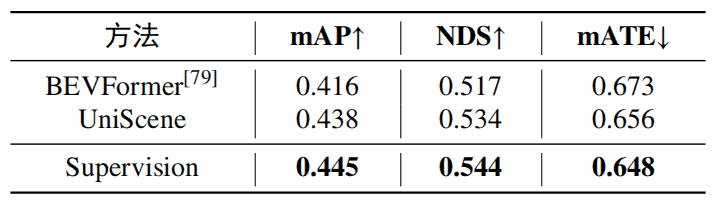 方法 mAP↑ NDS↑ mATE↓
BEVFormer[79] 0.416 0.517 0.673
UniScene 0.438 0.534 0.656
Supervision 0.445 0.544 0.648